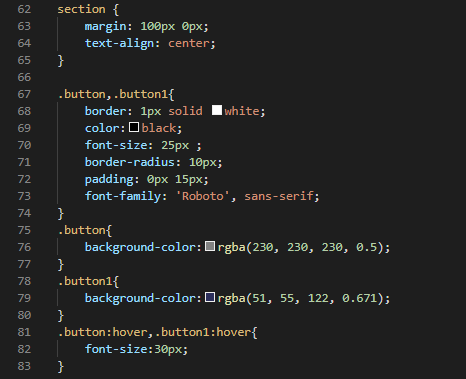 62 section {
63     margin: 100px 0px;
64     text-align: center;
65 }
66
67 .button,.button1{
68     border: 1px solid white;
69     color:black;
70     font-size: 25px ;
71     border-radius: 10px;
72     padding: 0px 15px;
73     font-family: 'Roboto', sans-serif;
74 }
75 .button{
76     background-color:rgba(230, 230, 230, 0.5);
77 }
78 .button1{
79     background-color:rgba(51, 55, 122, 0.671);
80 }
81 .button:hover,.button1:hover{
82     font-size:30px;
83 }